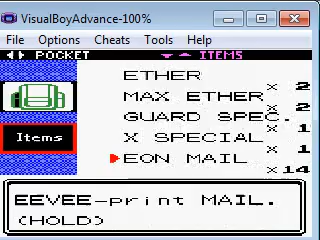 VisualBoyAdvance-100%
File Options Cheats Tools Help
POCKET ITEMS
ETHER
× 2
MAX ETHER
× 2
GUARD SPEC.
× 1
Items
X SPECIAL
× 1
EON MAIL
×14
EEVEE-print MAIL.
(HOLD)